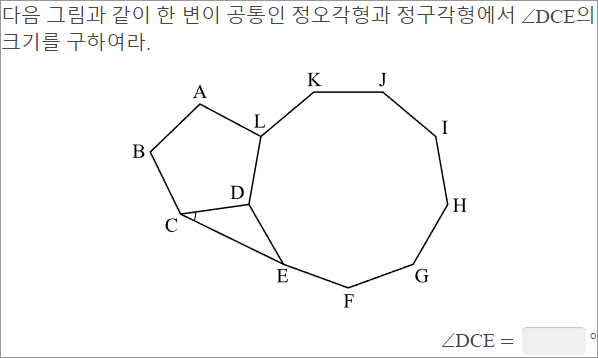 다음 그림과 같이 한 변이 공통인 정오각형과 정구각형에서 ∠DCE의
크기를 구하여라.
K J
A
L I
B
D H
C
E G
F
∠DCE = °